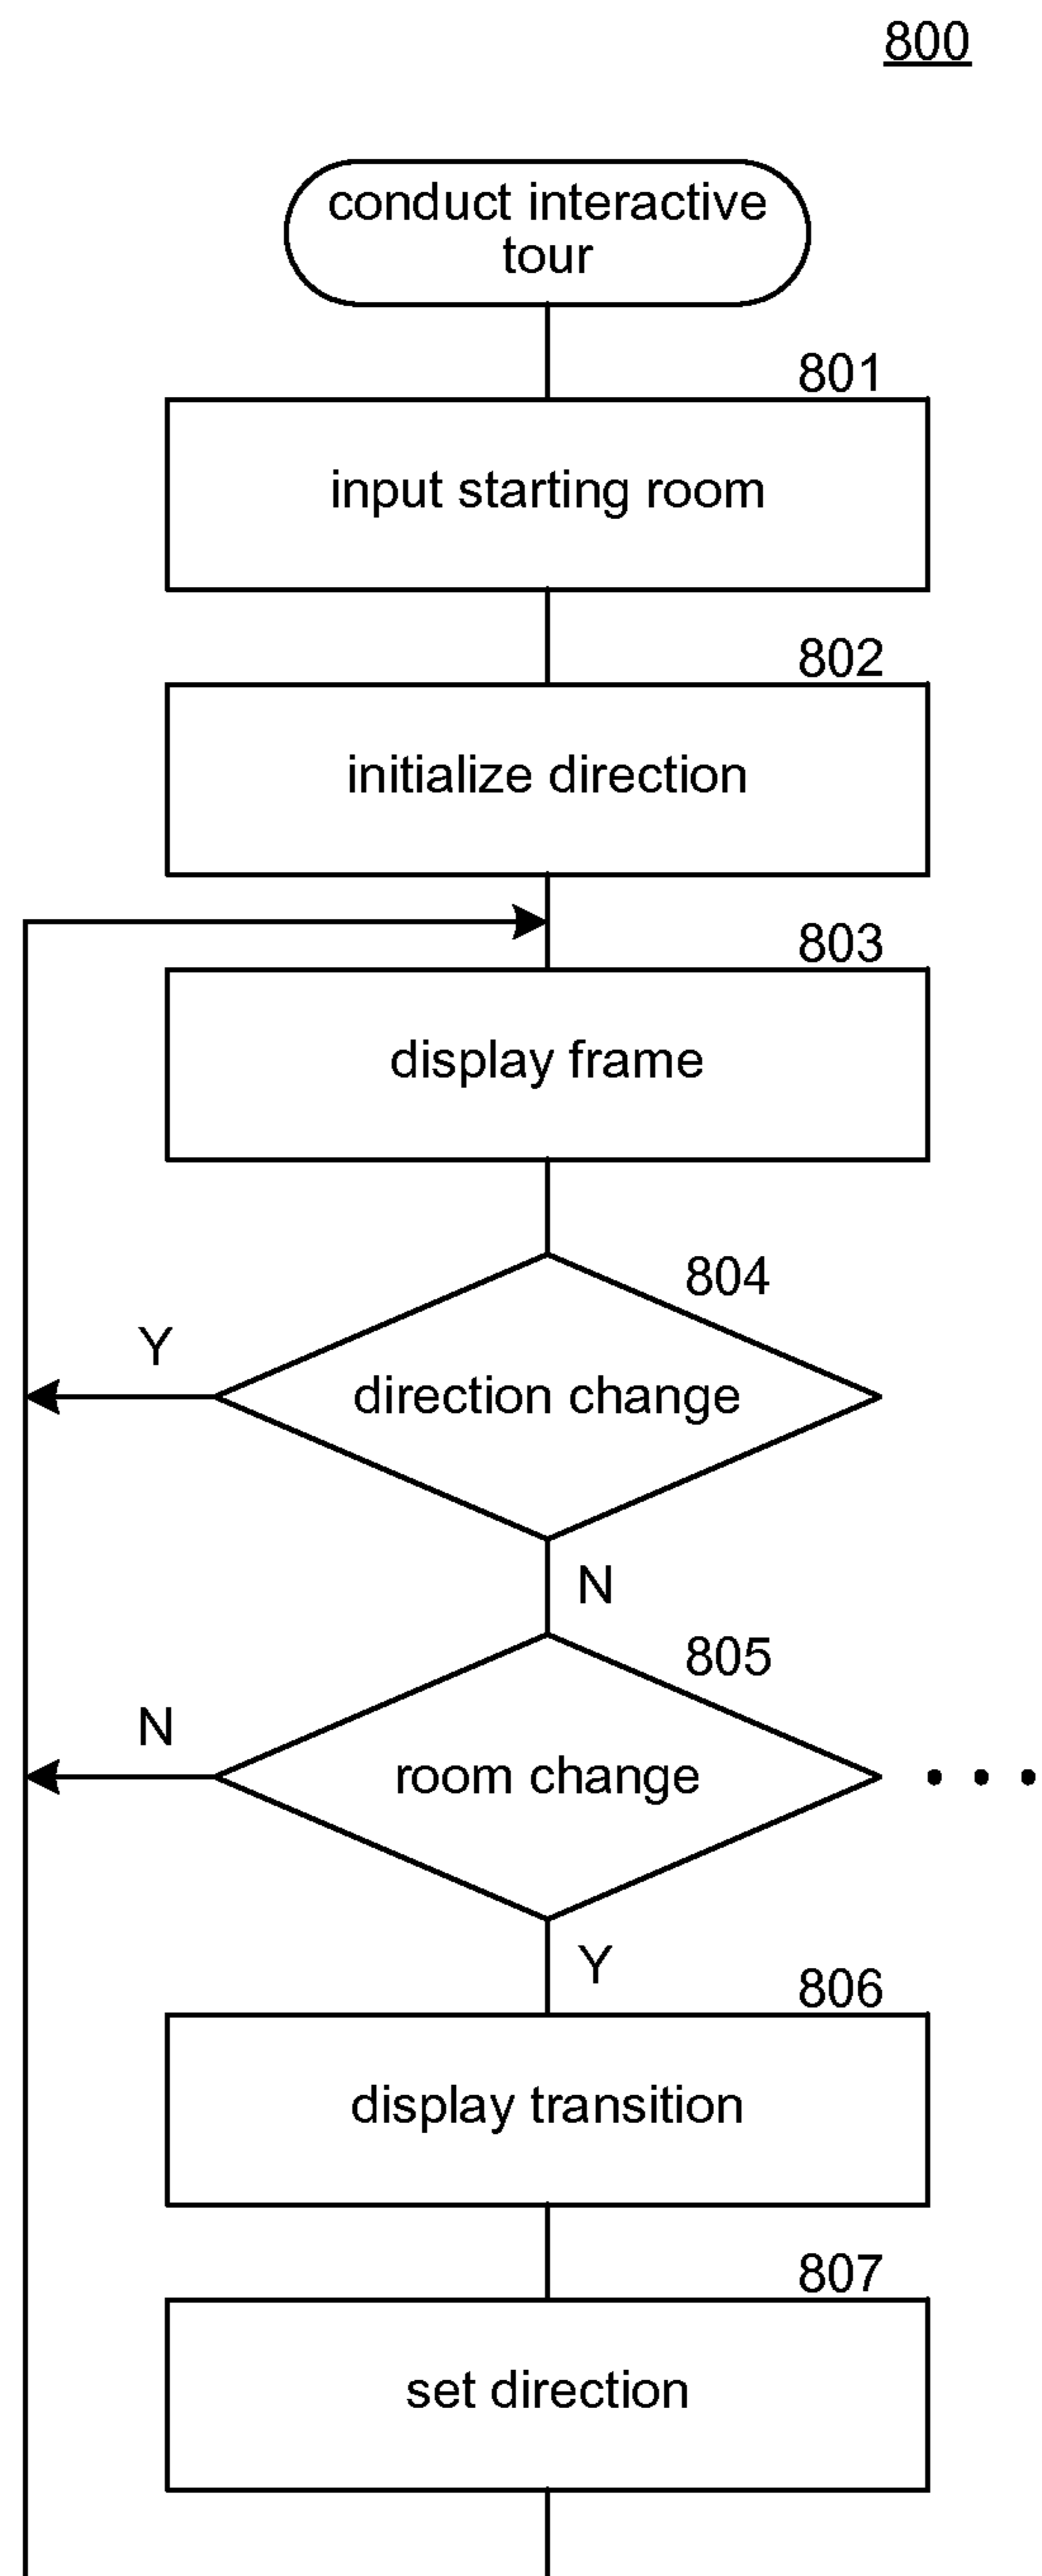 800
conduct interactive
tour
801
input starting room
802
initialize direction
803
display frame
804
Y
direction change
N
805
N
room change
. . .
Y
806
display transition
807
set direction